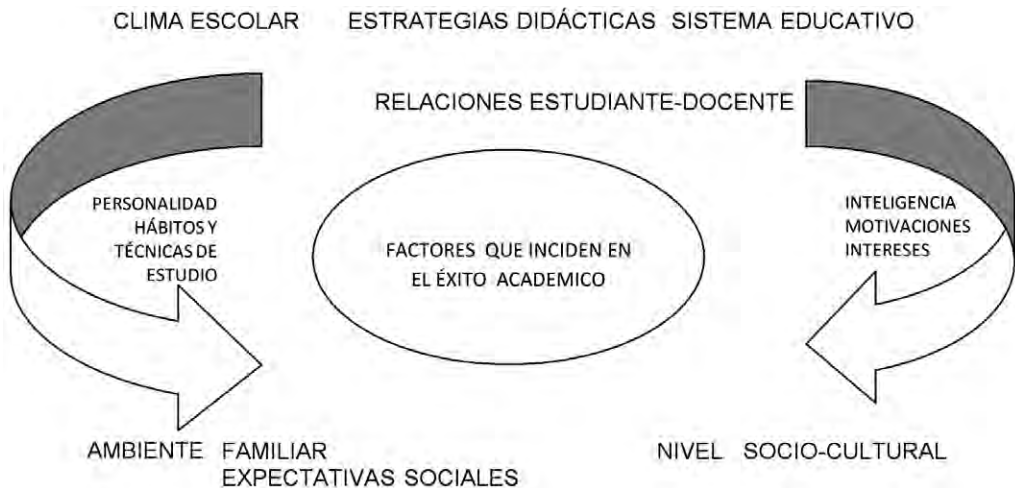 CLIMA ESCOLAR ESTRATEGIAS DIDÁCTICAS SISTEMA EDUCATIVO
RELACIONES ESTUDIANTE-DOCENTE
PERSONALIDAD
HÁBITOS Y
TÉCNICAS DE
ESTUDIO
FACTORES QUE INCIDEN EN
EL ÉXITO ACADEMICO
INTELIGENCIA
MOTIVACIONES
INTERESES
AMBIENTE FAMILIAR
EXPECTATIVAS SOCIALES
NIVEL SOCIO-CULTURAL